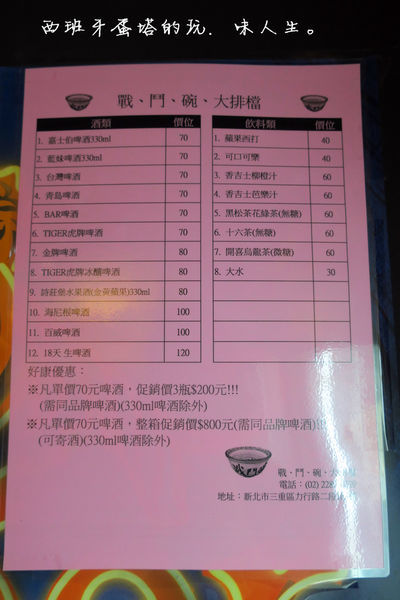 西班牙蛋塔的玩.味人生。
戰、鬥、碗、大排檔
酒類 價位 飲料類 價位
1. 嘉士伯啤酒330ml 70 1. 蘋果西打 40
2. 藍妹啤酒330ml 70 2. 可口可樂 40
3. 台灣啤酒 70 3. 香吉士柳橙汁 60
4. 青島啤酒 70 4. 香吉士芭樂汁 60
5. BAR啤酒 70 5. 黑松茶花綠茶(無糖) 60
6. TIGER虎牌啤酒 70 6. 十六茶(無糖) 60
7. 金牌啤酒 80 7. 開喜烏龍茶(微糖) 60
8. TIGER虎牌冰釀啤酒 80 8. 大水 30
9. 詩莊堡水果酒(金黃蘋果)330ml 80
10. 海尼根啤酒 100
11. 百威啤酒 100
12. 18天 生啤酒 120
好康優惠：
※凡單價70元啤酒，促銷價3瓶$200元!!!
(需同品牌啤酒)(330ml啤酒除外)
※凡單價70元啤酒，整箱促銷價$800元(需同品牌啤酒)!!!
(可寄酒)(330ml啤酒除外)
戰、鬥、碗、大排檔
電話：(02) 228
地址：新北市三重區力行路二段